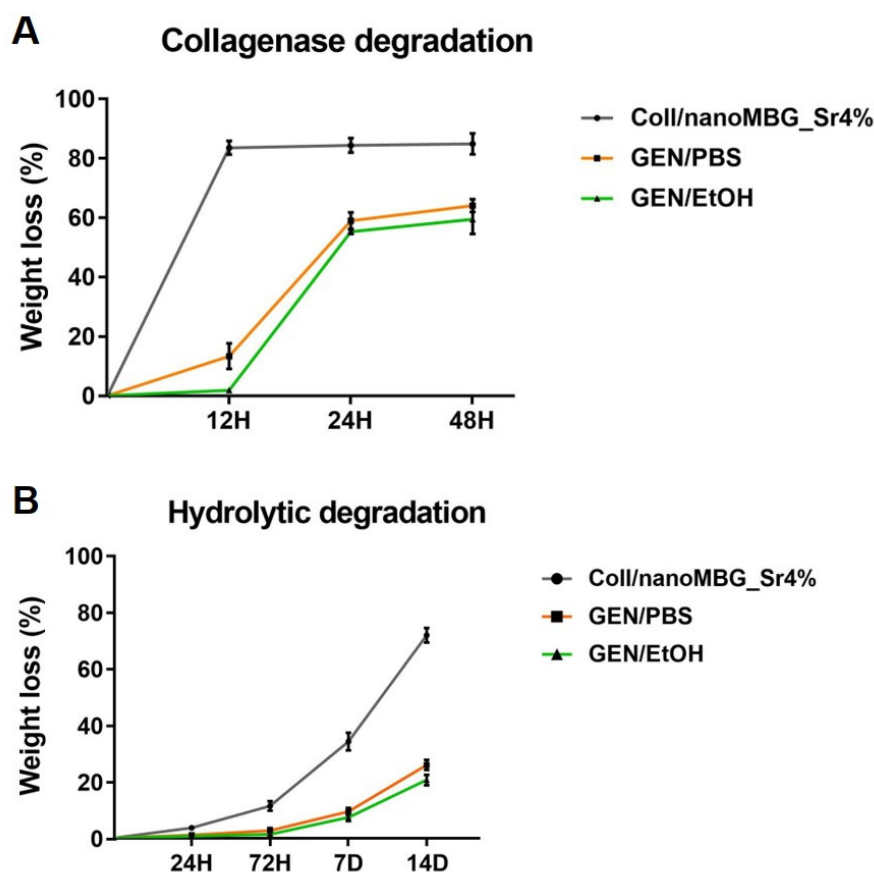 A
Collagenase degradation
Weight loss (%)
100
80
60
40
20
0
12H
24H
48H
Coll/nanoMBG_Sr4%
GEN/PBS
GEN/EtOH
B
Hydrolytic degradation
Weight loss (%)
100
80
60
40
20
0
24H
72H
7D
14D
Coll/nanoMBG_Sr4%
GEN/PBS
GEN/EtOH